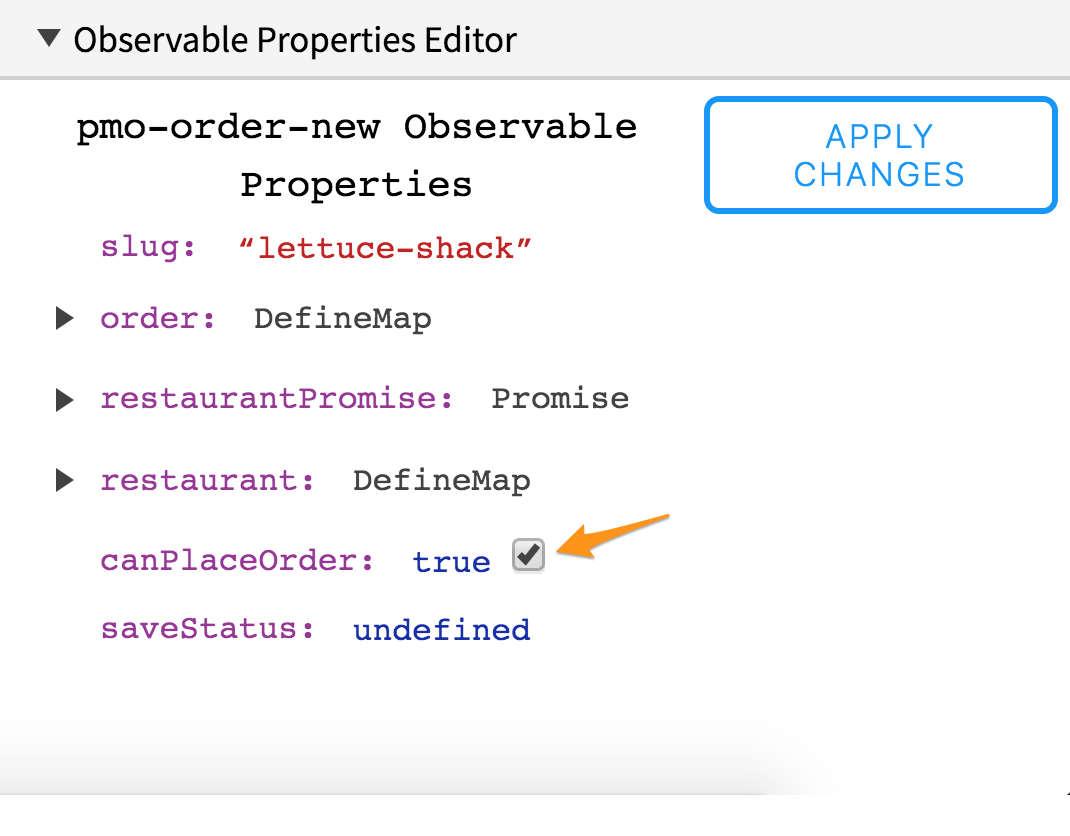 Observable Properties Editor
pmo-order-new Observable
Properties
APPLY
CHANGES
slug: “lettuce-shack”
order: DefineMap
restaurantPromise: Promise
restaurant: DefineMap
canPlaceOrder: true
saveStatus: undefined